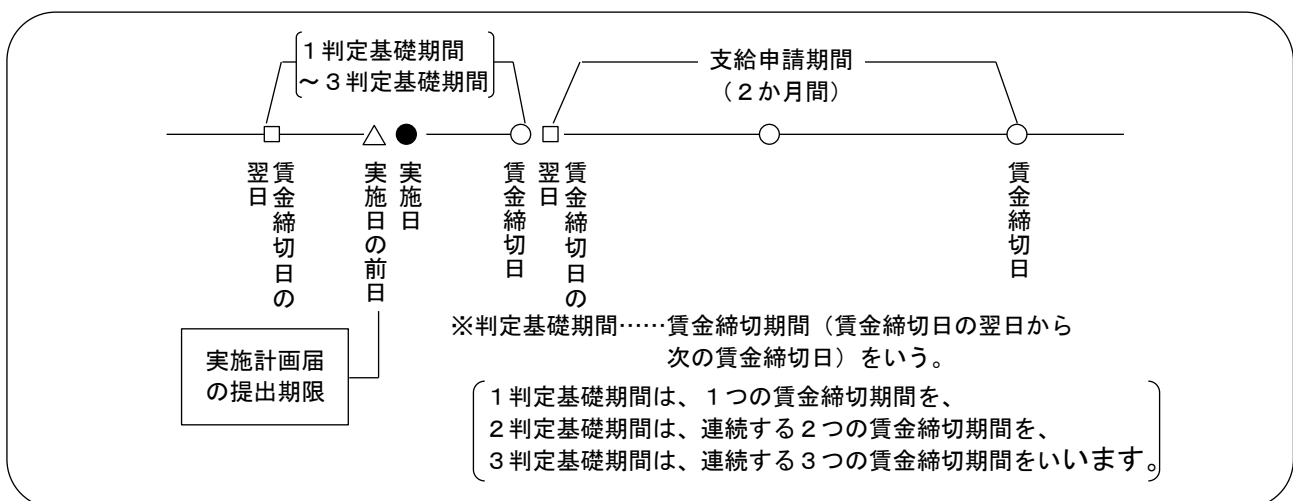 １判定基礎期間
～３判定基礎期間
支給申請期間
（２か月間）
賃金締切日の
翌日
実施日の前日
実施日
賃金締切日
賃金締切日の
翌日
賃金締切日
実施計画届
の提出期限
※判定基礎期間……賃金締切期間（賃金締切日の翌日から
次の賃金締切日）をいう。
１判定基礎期間は、１つの賃金締切期間を、
２判定基礎期間は、連続する２つの賃金締切期間を、
３判定基礎期間は、連続する３つの賃金締切期間をいいます。